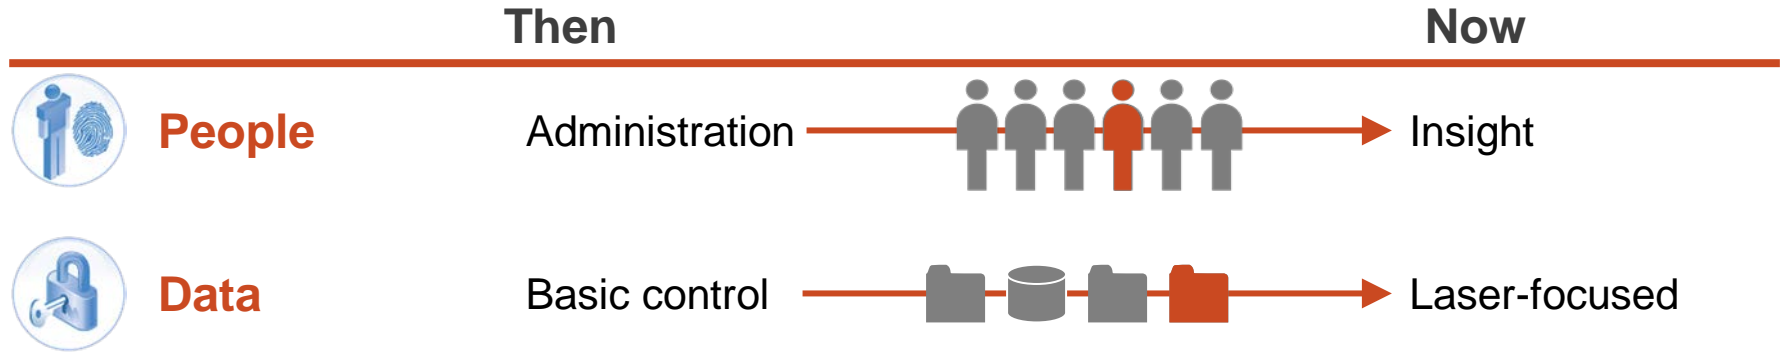 Then Now
People Administration Insight
Data Basic control Laser-focused